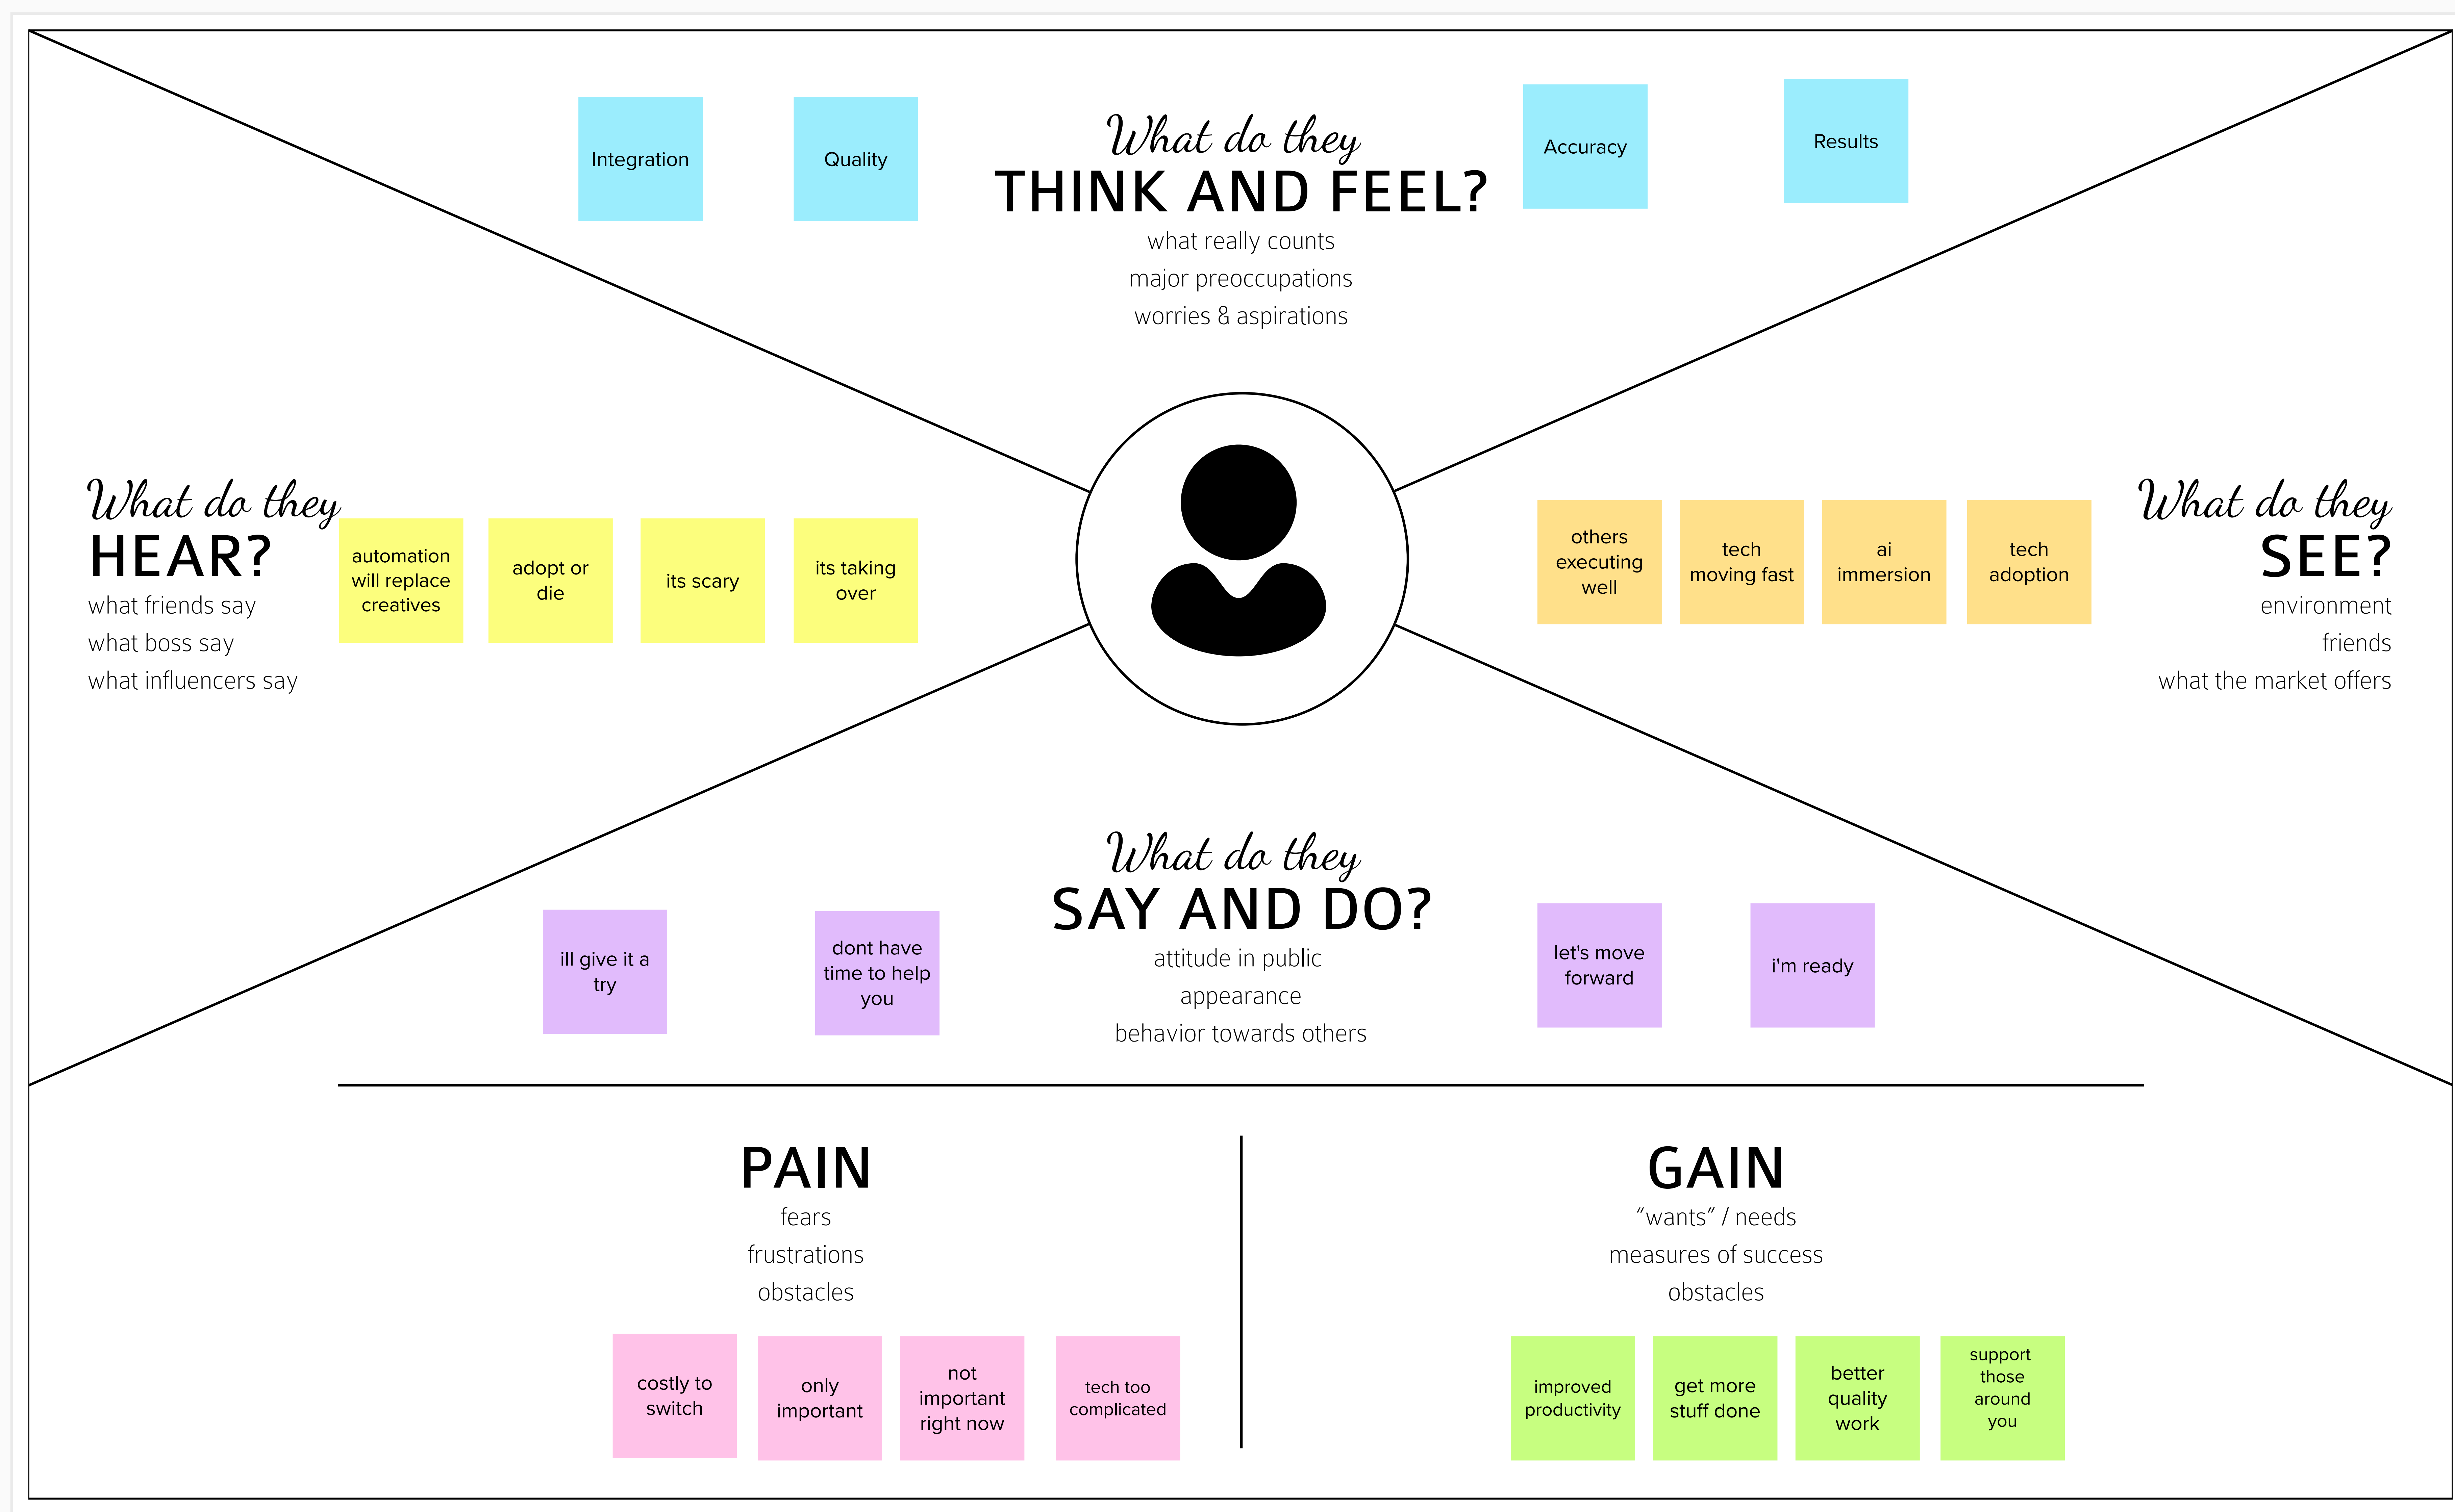 Integration
Quality
What do they
THINK AND FEEL?
what really counts
major preoccupations
worries & aspirations
Accuracy
Results
What do they
HEAR?
what friends say
what boss say
what influencers say
automation
will replace
creatives
adopt or
die
its scary
its taking
over
others
executing
well
tech
moving fast
ai
immersion
tech
adoption
What do they
SEE?
environment
friends
what the market offers
ill give it a
try
dont have
time to help
you
What do they
SAY AND DO?
attitude in public
appearance
behavior towards others
let's move
forward
i'm ready
PAIN
fears
frustrations
obstacles
costly to
switch
only
important
not
important
right now
tech too
complicated
GAIN
“wants” / needs
measures of success
obstacles
improved
productivity
get more
stuff done
better
quality
work
support
those
around
you